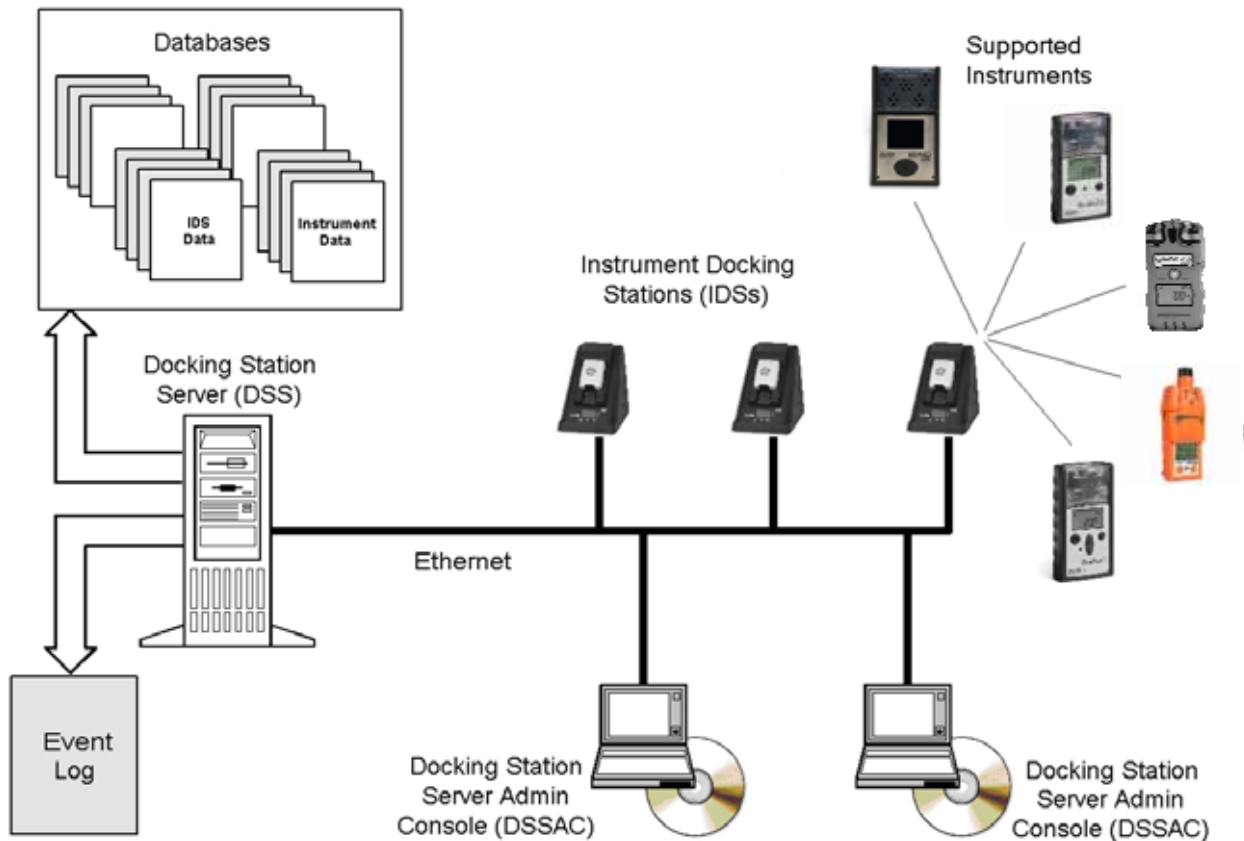 Databases
IDS
Data
Instrument
Data
Supported
Instruments
Instrument Docking
Stations (IDSs)
Docking Station
Server (DSS)
Ethernet
Event
Log
Docking Station
Server Admin
Console (DSSAC)
Docking Station
Server Admin
Console (DSSAC)